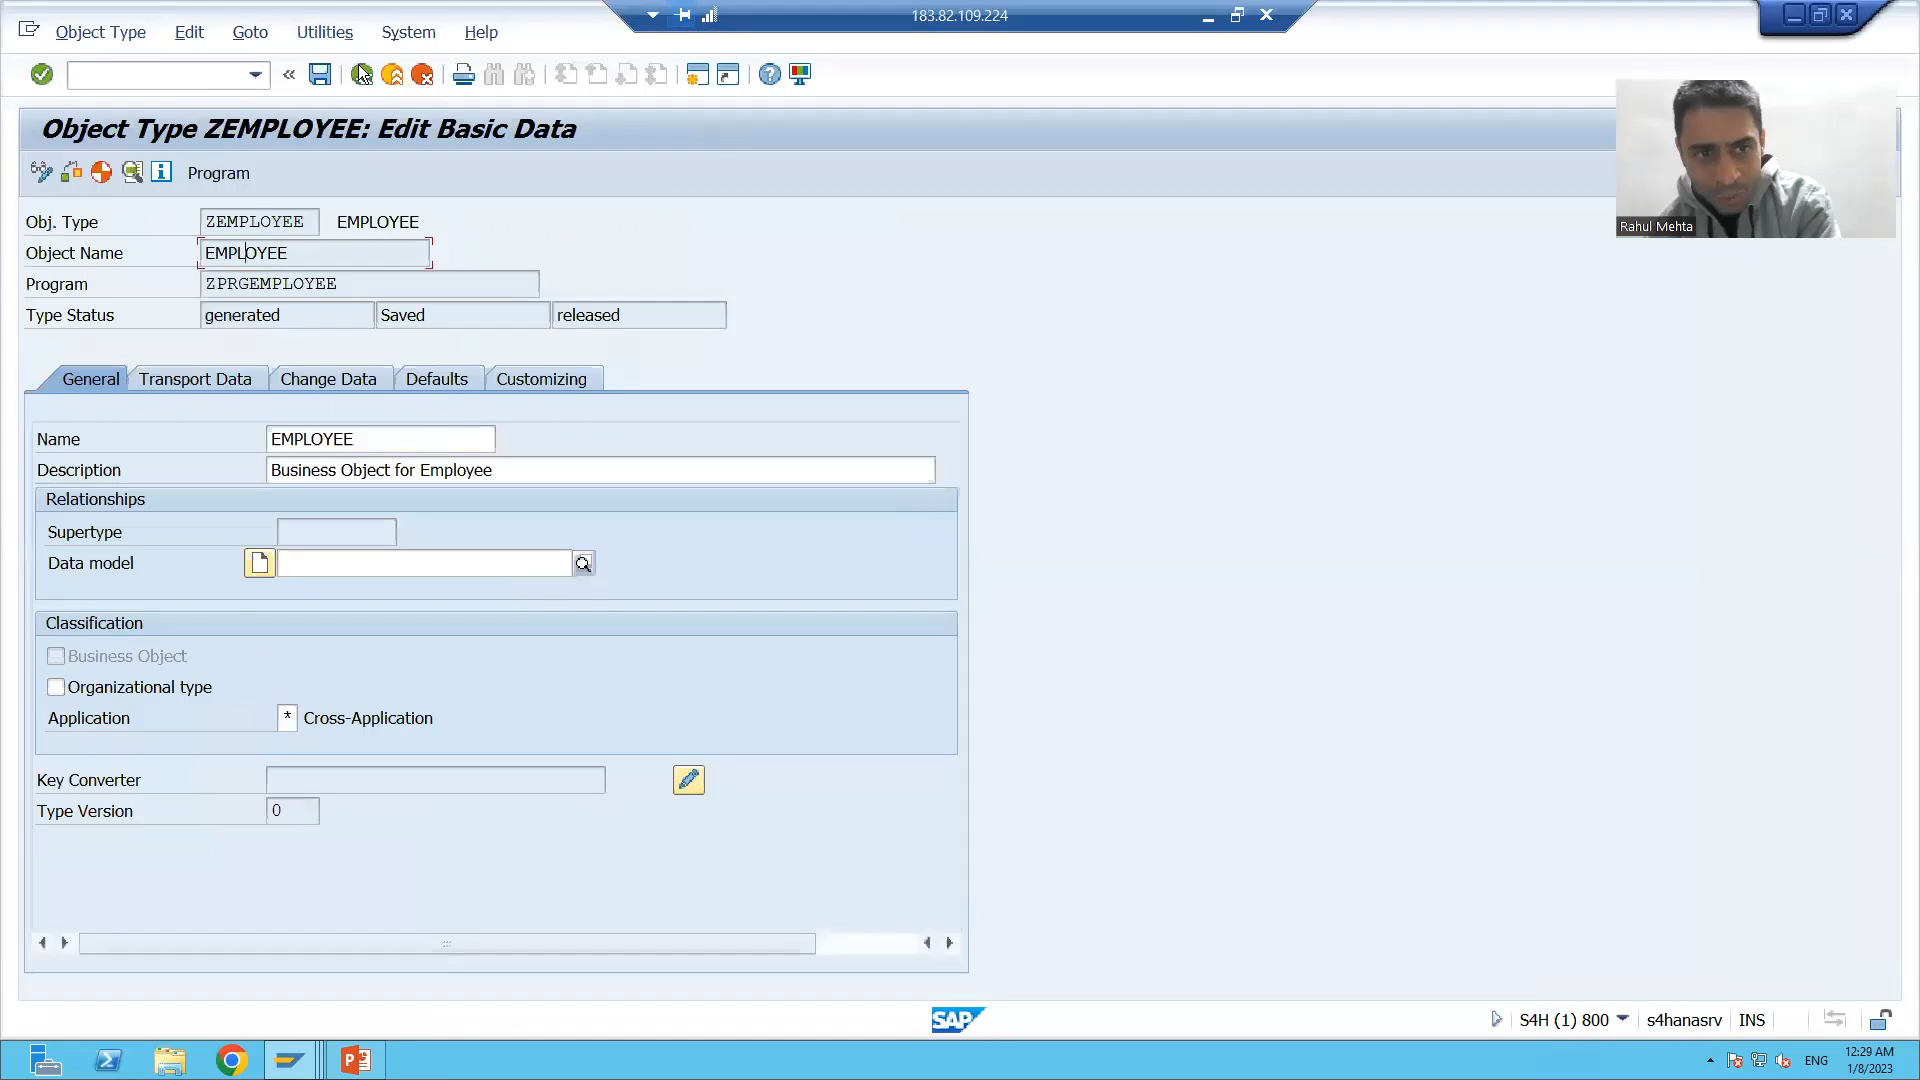 183.82.109.224
Object Type Edit Goto Utilities System Help
Object Type ZEMPLOYEE: Edit Basic Data
Program
Rahul Mehta
Obj. Type ZEMPLOYEE EMPLOYEE
Object Name EMPLOYEE
Program ZPRGEMPLOYEE
Type Status generated Saved released
General Transport Data Change Data Defaults Customizing
Name EMPLOYEE
Description Business Object for Employee
Relationships
Supertype
Data model
Classification
Business Object
Organizational type
Application * Cross-Application
Key Converter
Type Version 0
SAP
S4H (1) 800 s4hanasrv INS
ENG
12:29 AM
1/8/2023